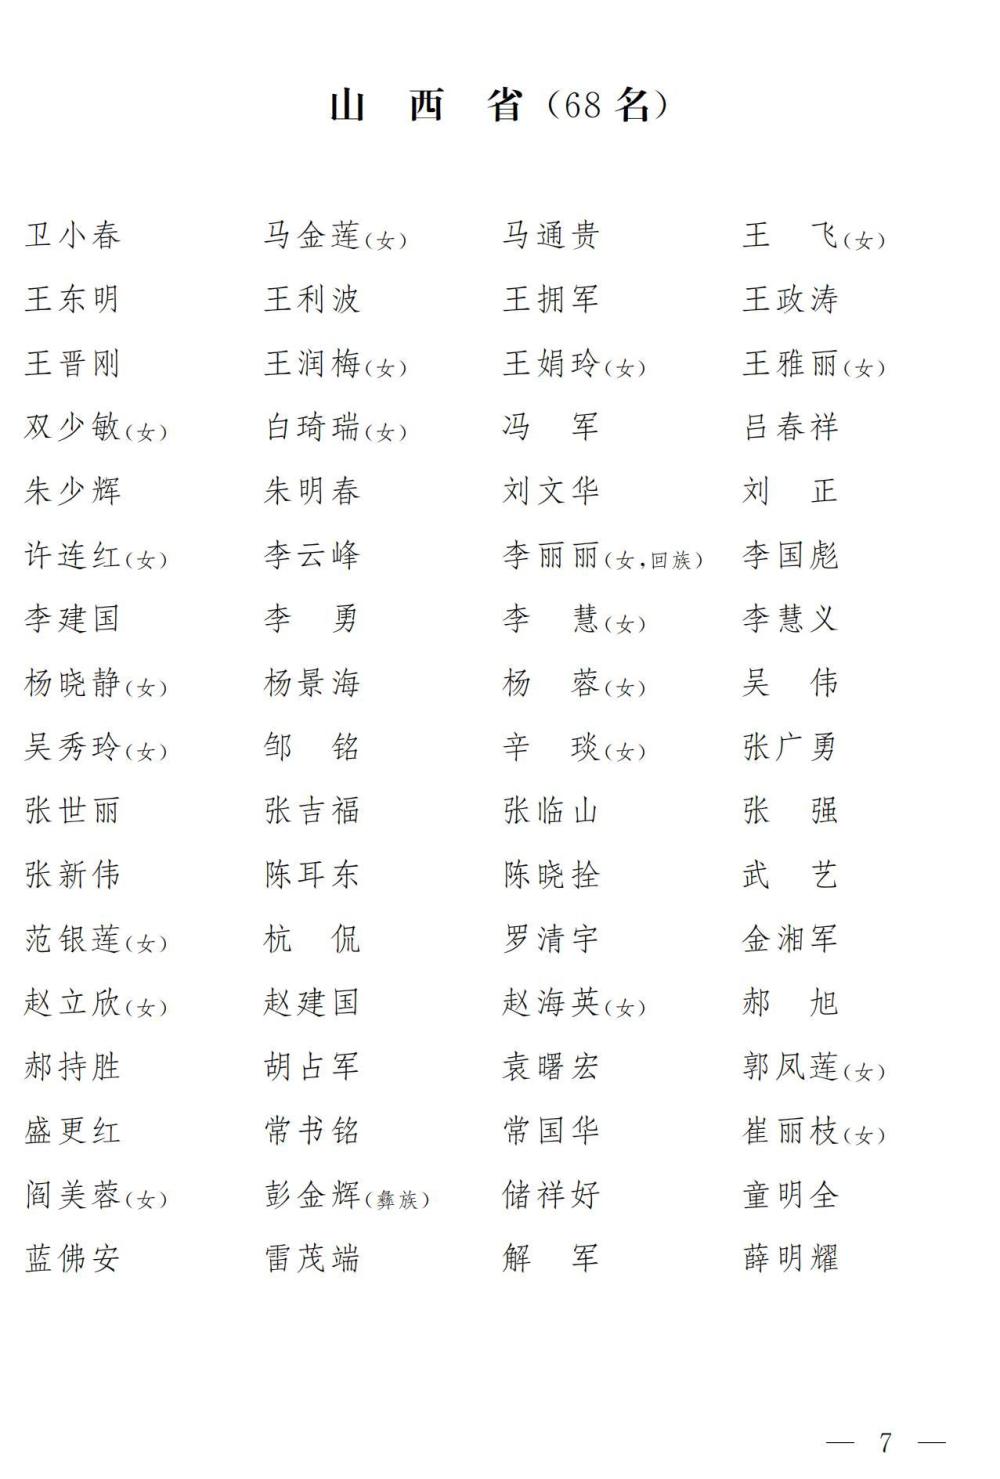 山　西　省（68名）
卫小春　马金莲（女）　马通贵　王　飞（女）
王东明　王利波　王拥军　王政涛
王晋刚　王润梅（女）　王娟玲（女）　王雅丽（女）
双少敏（女）　白琦瑞（女）　冯　军　吕春祥
朱少辉　朱明春　刘文华　刘　正
许连红（女）　李云峰　李丽丽（女，回族）　李国彪
李建国　李　勇　李　慧（女）　李慧义
杨晓静（女）　杨景海　杨　蓉（女）　吴　伟
吴秀玲（女）　邹　铭　辛　琰（女）　张广勇
张世丽　张吉福　张临山　张　强
张新伟　陈耳东　陈晓拴　武　艺
范银莲（女）　杭　侃　罗清宇　金湘军
赵立欣（女）　赵建国　赵海英（女）　郝　旭
郝持胜　胡占军　袁曙宏　郭凤莲（女）
盛更红　常书铭　常国华　崔丽枝（女）
阎美蓉（女）　彭金辉（彝族）　储祥好　童明全
蓝佛安　雷茂端　解　军　薛明耀
— 7 —